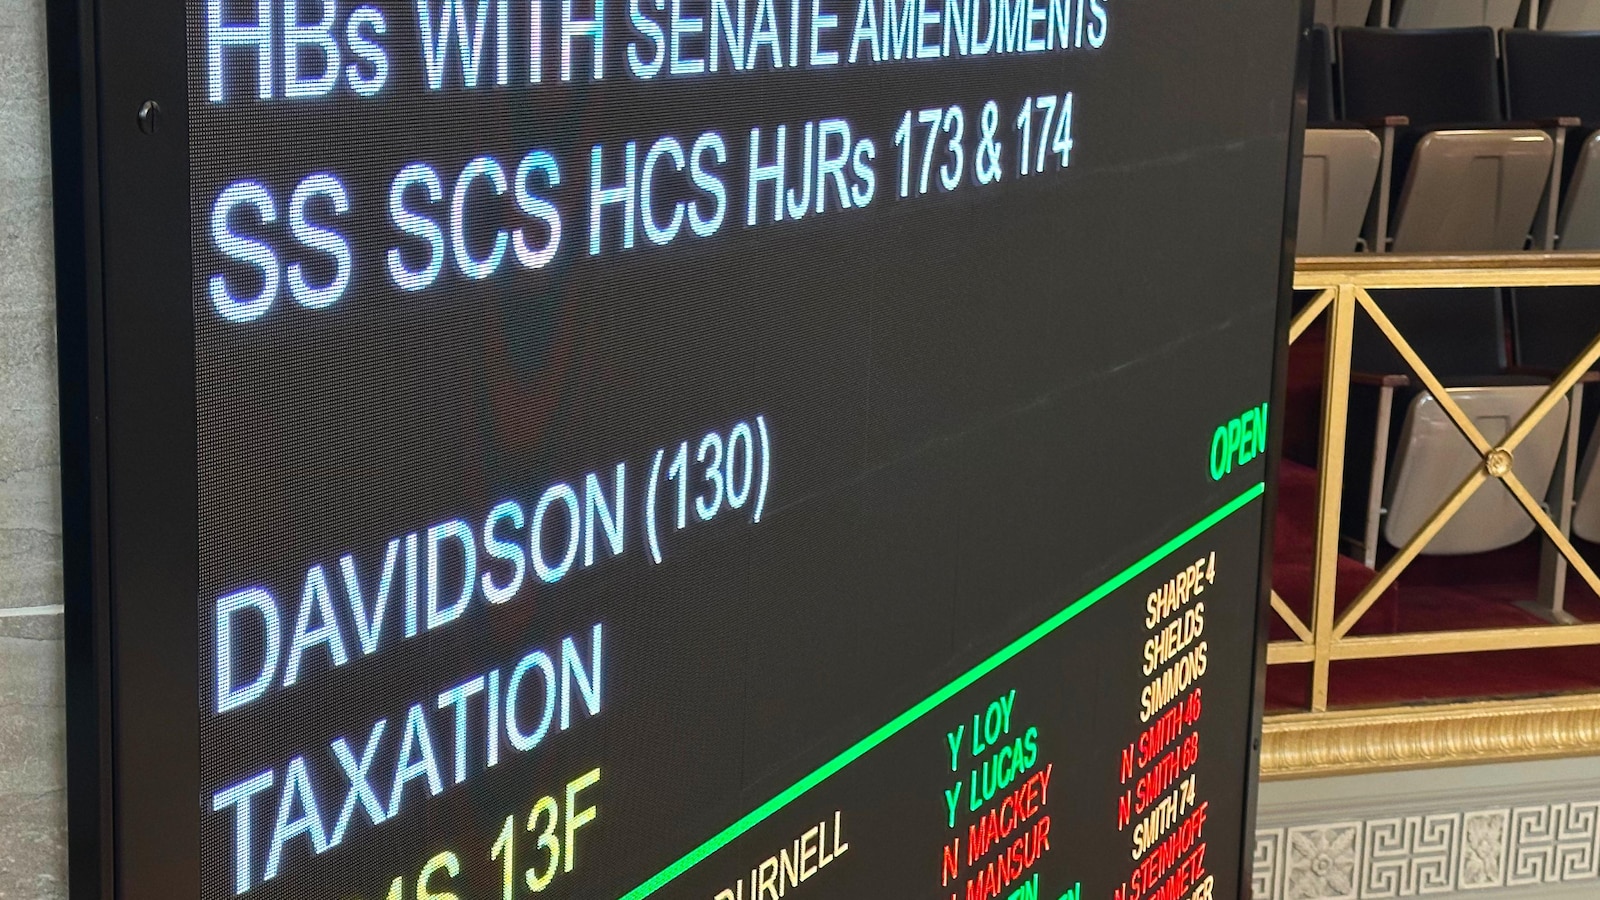 HBs WITH SENATE AMENDMENTS
SS SCS HCS HJRs 173 & 174
DAVIDSON (130)
TAXATION
13F
OPEN
Y LOY
Y LUCAS
N MACKEY
MANSUR
SHARPE 4
SHIELDS
SIMMONS
N SMITH 46
N SMITH 68
SMITH 74
N STEINHOFF